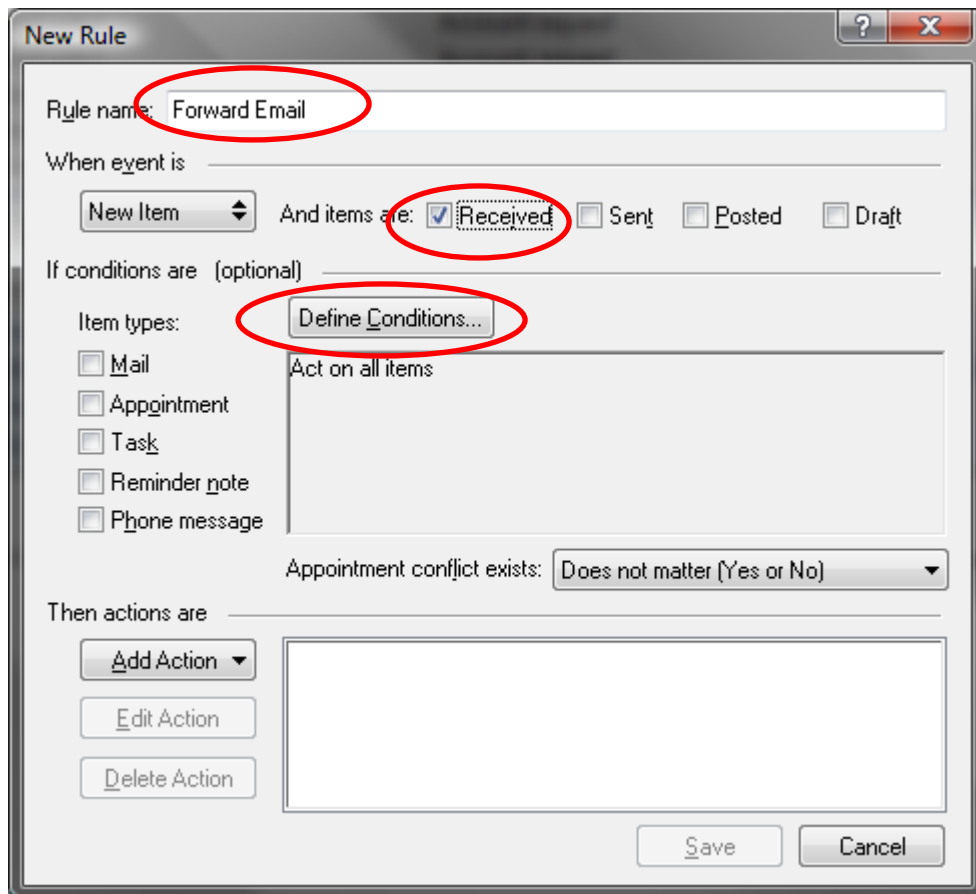 New Rule
?
Rule name: Forward Email
When event is
New Item And items are: Received Sent Posted Draft
If conditions are (optional)
Item types: Define Conditions...
Mail
Act on all items
Appointment
Task
Reminder note
Phone message
Appointment conflict exists: Does not matter (Yes or No)
Then actions are
Add Action
Edit Action
Delete Action
Save Cancel